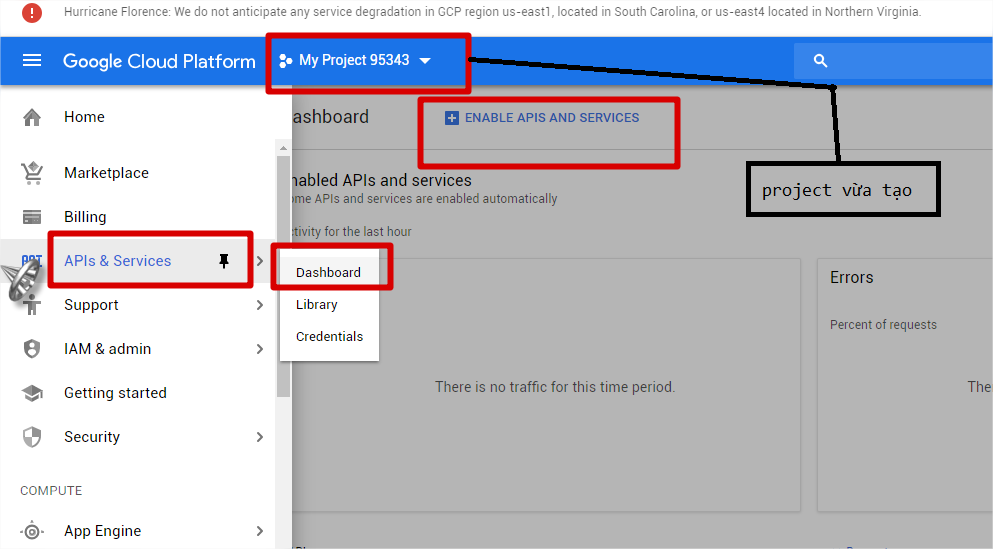 Hurricane Florence: We do not anticipate any service degradation in GCP region us-east1, located in South Carolina, or us-east4 located in Northern Virginia.
Google Cloud Platform
My Project 95343
Home
ashboard
ENABLE APIS AND SERVICES
Marketplace
nabled APIs and services
project vừa tạo
ome APIs and services are enabled automatically
Billing
ctivity for the last hour
APIs & Services
Dashboard
Errors
Support
Library
Percent of requests
Credentials
IAM & admin
There is no traffic for this time period.
The
Getting started
Security
COMPUTE
App Engine